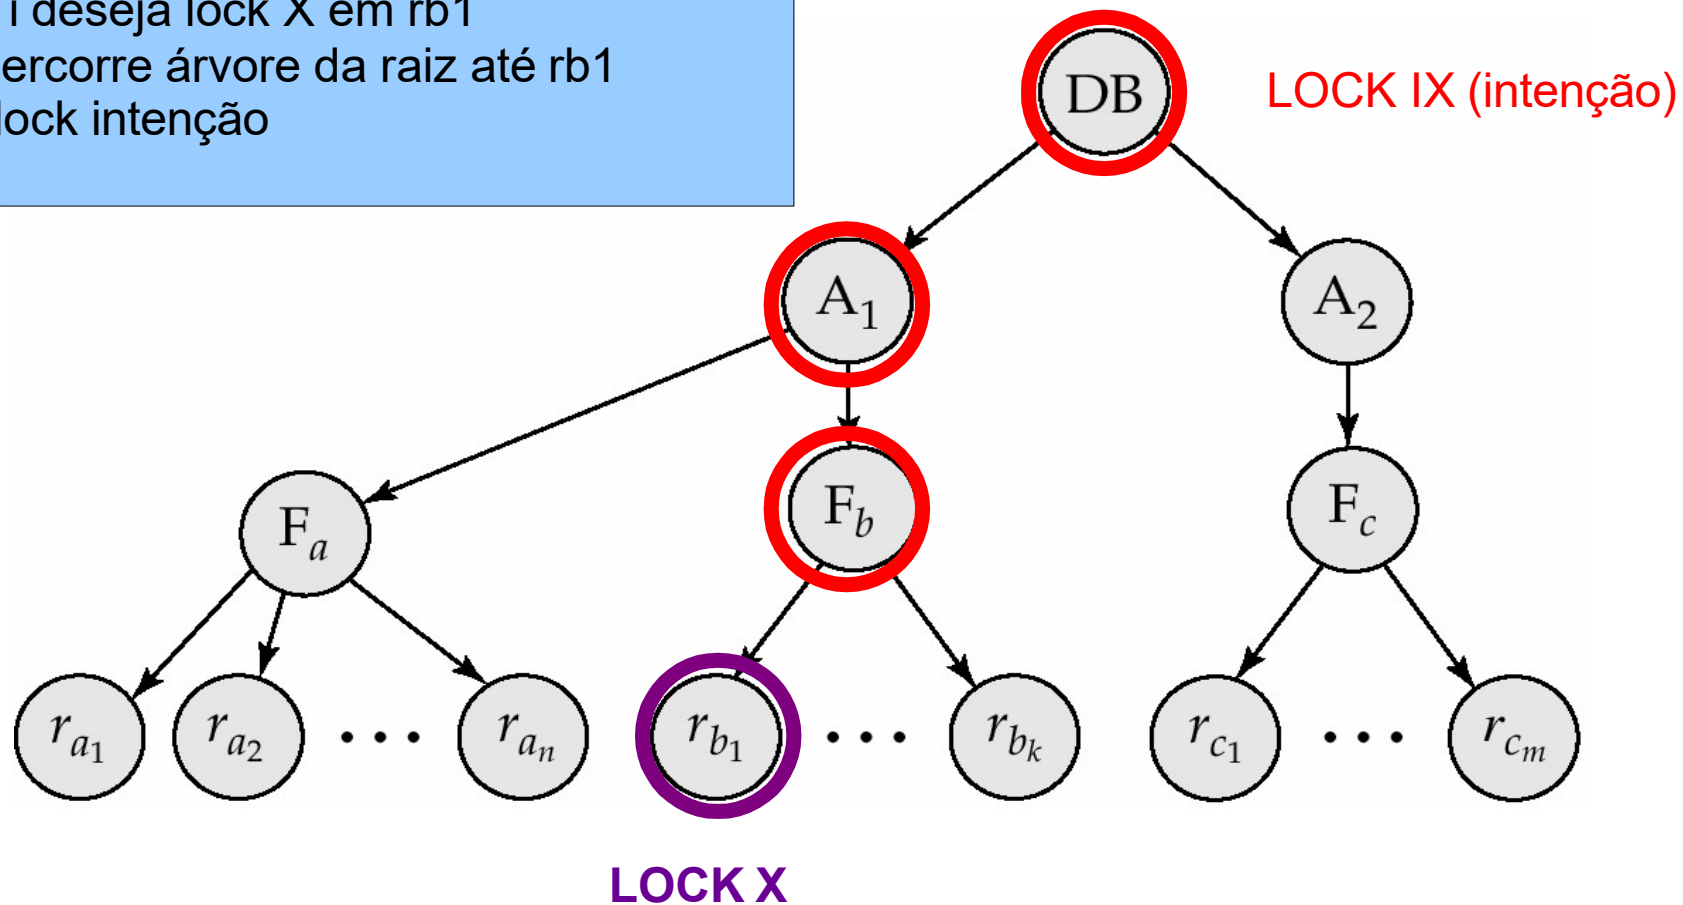 i deseja lock X em rb1
ercorre árvore da raiz até rb1
lock intenção
DB
LOCK IX (intenção)
A1
A2
Fa
Fb
Fc
ra1
ra2
• • •
ran
rb1
• • •
rbk
rc1
• • •
rcm
LOCK X